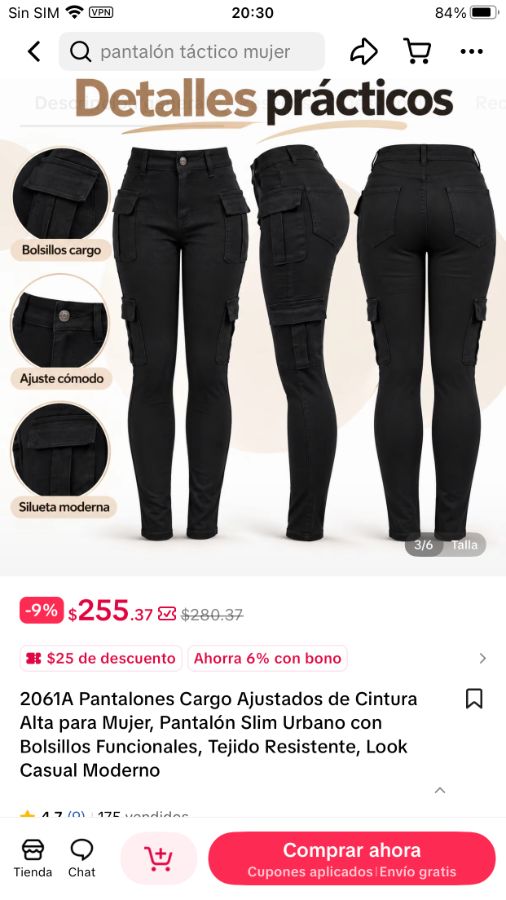 Sin SIM VPN 20:30 84%
pantalón táctico mujer
Detalles prácticos
Bolsillos cargo
Ajuste cómodo
Silueta moderna
3/6 Talla
-9% $255.37 $280.37
$25 de descuento Ahorra 6% con bono
2061A Pantalones Cargo Ajustados de Cintura
Alta para Mujer, Pantalón Slim Urbano con
Bolsillos Funcionales, Tejido Resistente, Look
Casual Moderno
4.7 (9) 175 vendidos
Comprar ahora
Tienda Chat Cupones aplicados | Envío gratis